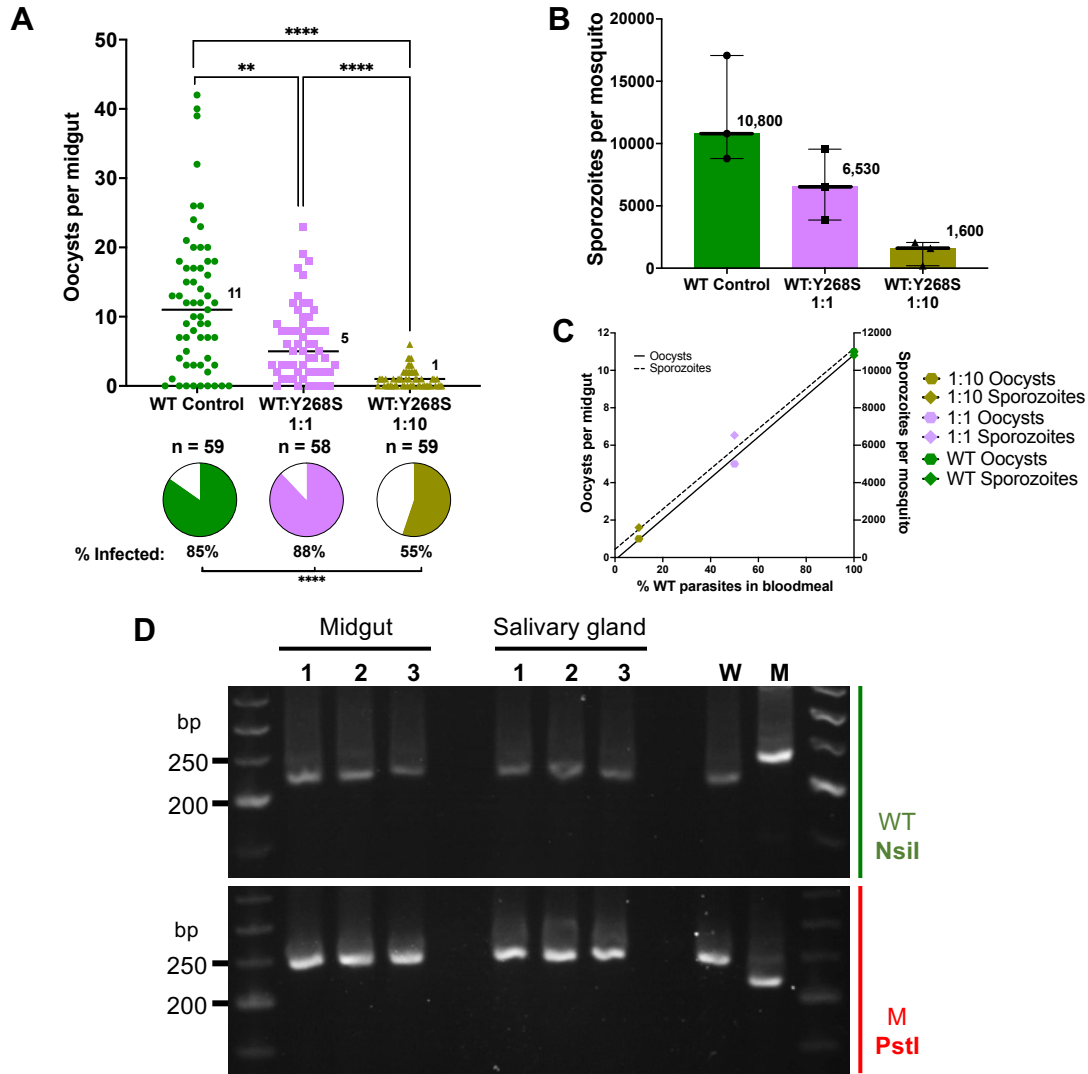 A
Oocysts per midgut
50
40
30
20
10
0
****
** ****
11
5
1
WT Control WT:Y268S 1:1 WT:Y268S 1:10
n = 59 n = 58 n = 59
% Infected: 85% 88% 55%
****
B
Sporozoites per mosquito
20000
15000
10000
5000
0
10,800
6,530
1,600
WT Control WT:Y268S 1:1 WT:Y268S 1:10
C
Oocysts per midgut
12
10
8
6
4
2
0
Oocysts
Sporozoites
12000
10000
8000
6000
4000
2000
0
Sporozoites per mosquito
0 20 40 60 80 100
% WT parasites in bloodmeal
1:10 Oocysts
1:10 Sporozoites
1:1 Oocysts
1:1 Sporozoites
WT Oocysts
WT Sporozoites
D
Midgut Salivary gland
1 2 3 1 2 3 W M
bp
250
200
WT
NsiI
bp
250
200
M
PstI